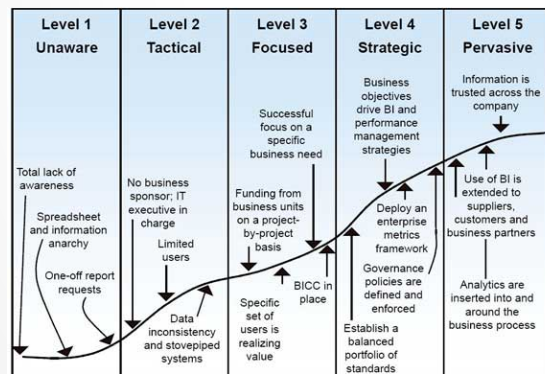 Level 1
Unaware
Level 2
Tactical
Level 3
Focused
Level 4
Strategic
Level 5
Pervasive
Total lack of
awareness
Spreadsheet
and information
anarchy
One-off report
requests
No business
sponsor; IT
executive in
charge
Limited
users
Data
inconsistency
and stovepiped
systems
Successful
focus on a
specific
business need
Funding from
business units
on a project-
by-project
basis
Specific
set of
users is
realizing
value
BICC in
place
Business
objectives
drive BI and
performance
management
strategies
Establish a
balanced
portfolio of
standards
Deploy an
enterprise
metrics
framework
Governance
policies are
defined and
enforced
Information is
trusted across the
company
Use of BI is
extended to
suppliers,
customers and
business partners
Analytics are
inserted into and
around the
business process